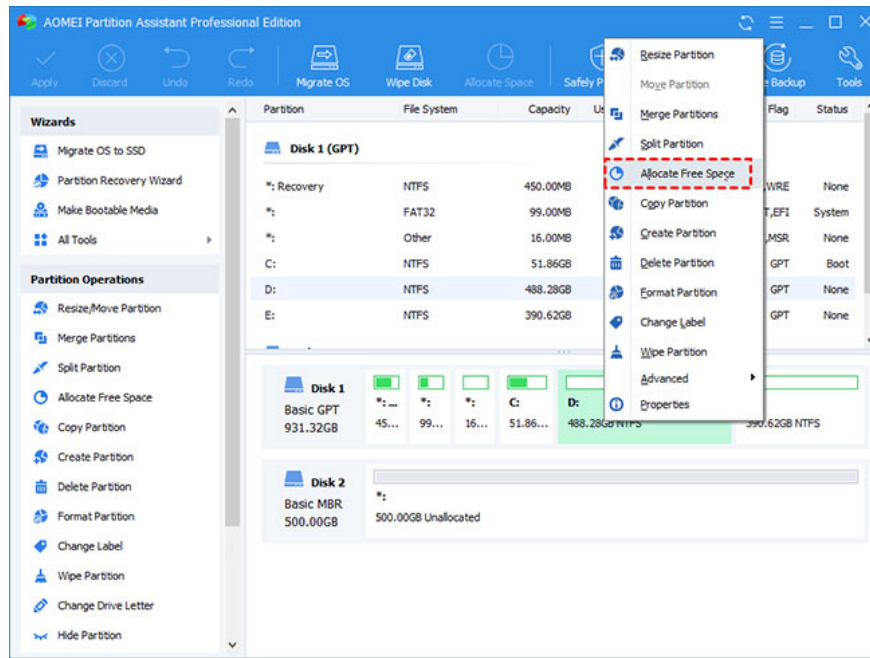 AOMEI Partition Assistant Professional Edition
Apply Discard Undo Redo Migrate OS Wipe Disk Allocate Space Safely P Backup Tools
Wizards
Migrate OS to SSD
Partition Recovery Wizard
Make Bootable Media
All Tools
Partition Operations
Resize/Move Partition
Merge Partitions
Split Partition
Allocate Free Space
Copy Partition
Create Partition
Delete Partition
Format Partition
Change Label
Wipe Partition
Change Drive Letter
Hide Partition
Partition File System Capacity Us Flag Status
Disk 1 (GPT)
*: Recovery NTFS 450.00MB ,WRE None
*: FAT32 99.00MB T,EFI System
*: Other 16.00MB ,MSR None
C: NTFS 51.86GB GPT Boot
D: NTFS 488.28GB GPT None
E: NTFS 390.62GB GPT None
Resize Partition
Move Partition
Merge Partitions
Split Partition
Allocate Free Space
Copy Partition
Create Partition
Delete Partition
Format Partition
Change Label
Wipe Partition
Advanced
Properties
Disk 1
Basic GPT
931.32GB
*:... *: *: C: D:
45... 99... 16... 51.86... 488.28GB NTFS 390.62GB NTFS
Disk 2
Basic MBR
500.00GB
*:
500.00GB Unallocated